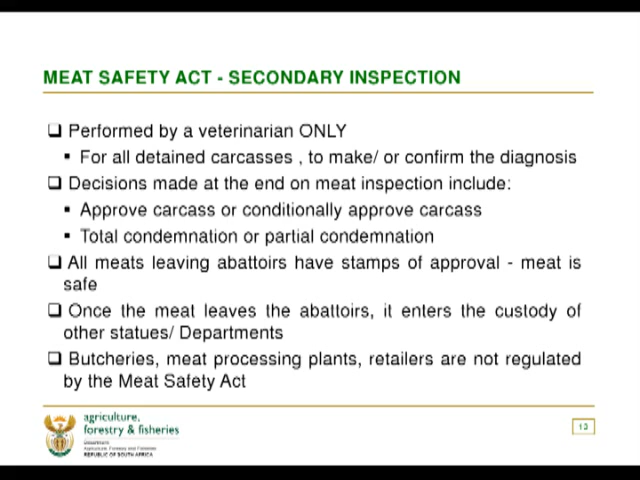 MEAT SAFETY ACT - SECONDARY INSPECTION
❑ Performed by a veterinarian ONLY
▪ For all detained carcasses , to make/ or confirm the diagnosis
❑ Decisions made at the end on meat inspection include:
▪ Approve carcass or conditionally approve carcass
▪ Total condemnation or partial condemnation
❑ All meats leaving abattoirs have stamps of approval - meat is
safe
❑ Once the meat leaves the abattoirs, it enters the custody of
other statues/ Departments
❑ Butcheries, meat processing plants, retailers are not regulated
by the Meat Safety Act
agriculture,
forestry & fisheries
Department:
Agriculture, Forestry and Fisheries
REPUBLIC OF SOUTH AFRICA
13